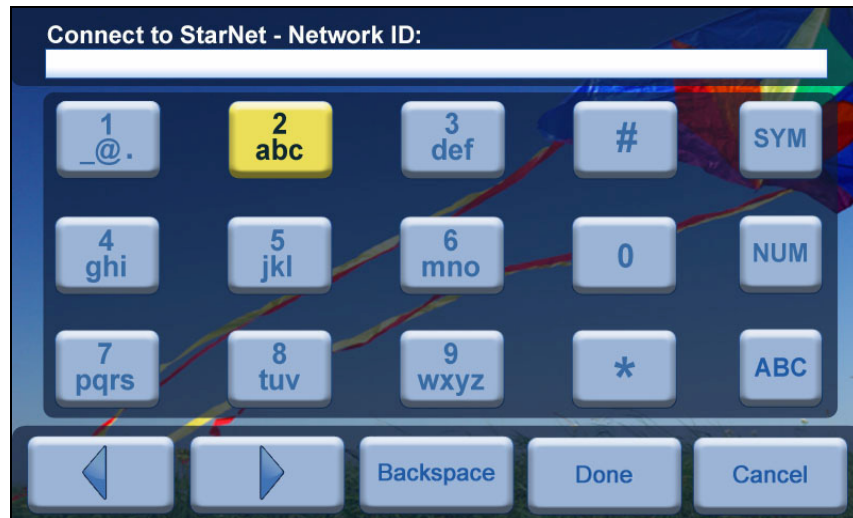 Connect to StarNet - Network ID:
1
_@.
2
abc
3
def
#
SYM
4
ghi
5
jkl
6
mno
0
NUM
7
pqrs
8
tuv
9
wxyz
*
ABC
Backspace
Done
Cancel